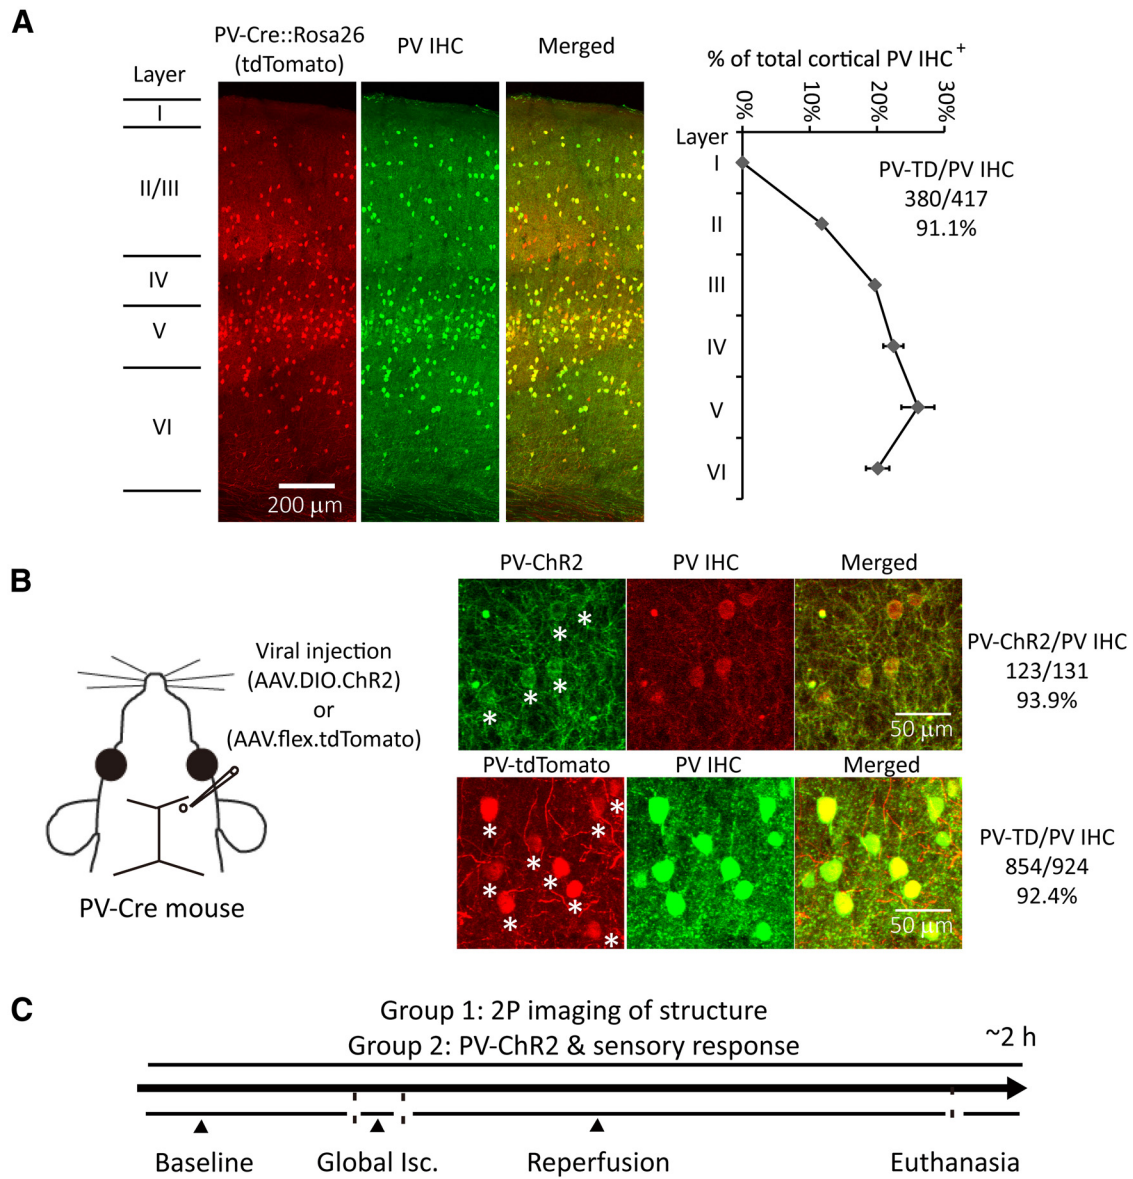 A
PV-Cre::Rosa26
(tdTomato)
PV IHC
Merged
Layer
I
II/III
IV
V
VI
200 μm
% of total cortical PV IHC+
0%
10%
20%
30%
Layer
I
II
III
IV
V
VI
PV-TD/PV IHC
380/417
91.1%
B
Viral injection
(AAV.DIO.ChR2)
or
(AAV.flex.tdTomato)
PV-Cre mouse
PV-ChR2
PV IHC
Merged
* * * * *
50 μm
PV-ChR2/PV IHC
123/131
93.9%
PV-tdTomato
PV IHC
Merged
* * * * * * * * *
50 μm
PV-TD/PV IHC
854/924
92.4%
C
Group 1: 2P imaging of structure
Group 2: PV-ChR2 & sensory response
~2 h
Baseline
Global Isc.
Reperfusion
Euthanasia